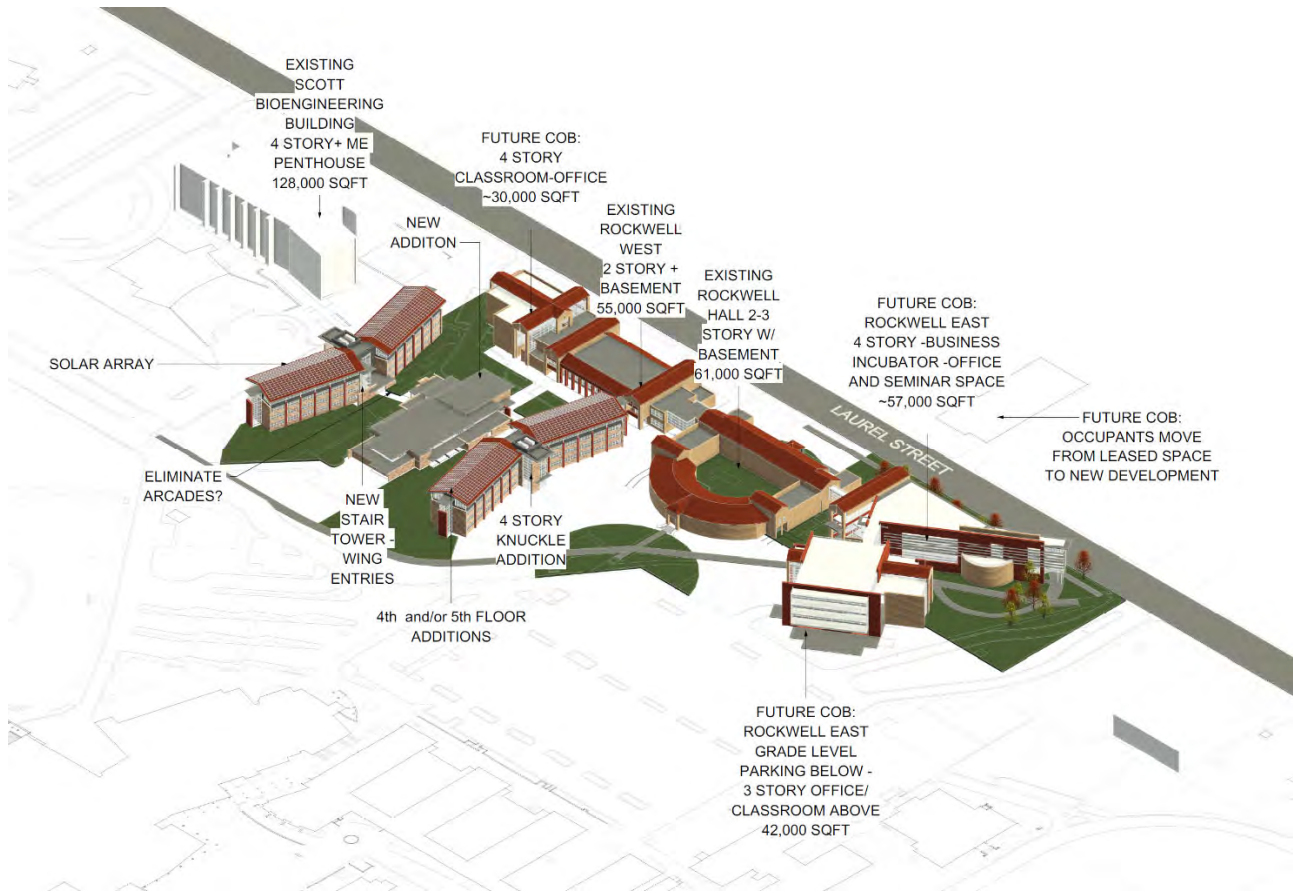 EXISTING
SCOTT
BIOENGINEERING
BUILDING
4 STORY+ ME
PENTHOUSE
128,000 SQFT
FUTURE COB:
4 STORY
CLASSROOM-OFFICE
~30,000 SQFT
NEW
ADDITON
EXISTING
ROCKWELL
WEST
2 STORY +
BASEMENT
55,000 SQFT
EXISTING
ROCKWELL
HALL 2-3
STORY W/
BASEMENT
61,000 SQFT
FUTURE COB:
ROCKWELL EAST
4 STORY -BUSINESS
INCUBATOR -OFFICE
AND SEMINAR SPACE
~57,000 SQFT
FUTURE COB:
OCCUPANTS MOVE
FROM LEASED SPACE
TO NEW DEVELOPMENT
LAUREL STREET
SOLAR ARRAY
ELIMINATE
ARCADES?
NEW
STAIR
TOWER -
WING
ENTRIES
4 STORY
KNUCKLE
ADDITION
4th and/or 5th FLOOR
ADDITIONS
FUTURE COB:
ROCKWELL EAST
GRADE LEVEL
PARKING BELOW -
3 STORY OFFICE/
CLASSROOM ABOVE
42,000 SQFT